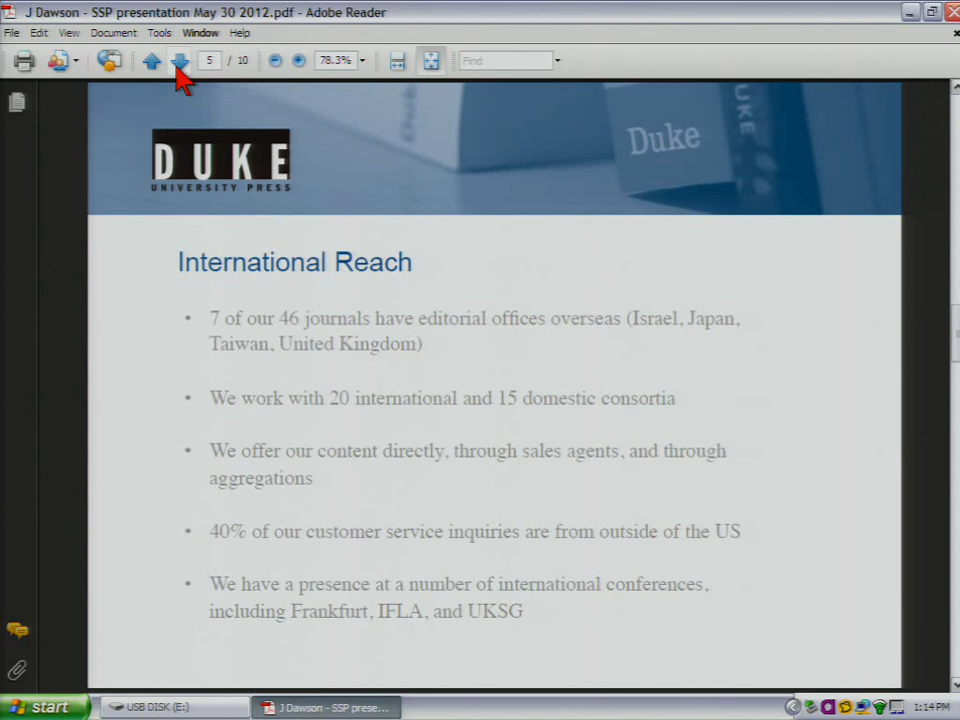 J Dawson - SSP presentation May 30 2012.pdf - Adobe Reader
File Edit View Document Tools Window Help
5 / 10 78.3% Find
Duke
DUKE
Duke
DUKE
UNIVERSITY PRESS
International Reach
• 7 of our 46 journals have editorial offices overseas (Israel, Japan,
Taiwan, United Kingdom)
• We work with 20 international and 15 domestic consortia
• We offer our content directly, through sales agents, and through
aggregations
• 40% of our customer service inquiries are from outside of the US
• We have a presence at a number of international conferences,
including Frankfurt, IFLA, and UKSG
start USB DISK (E:) J Dawson - SSP prese... 1:14 PM